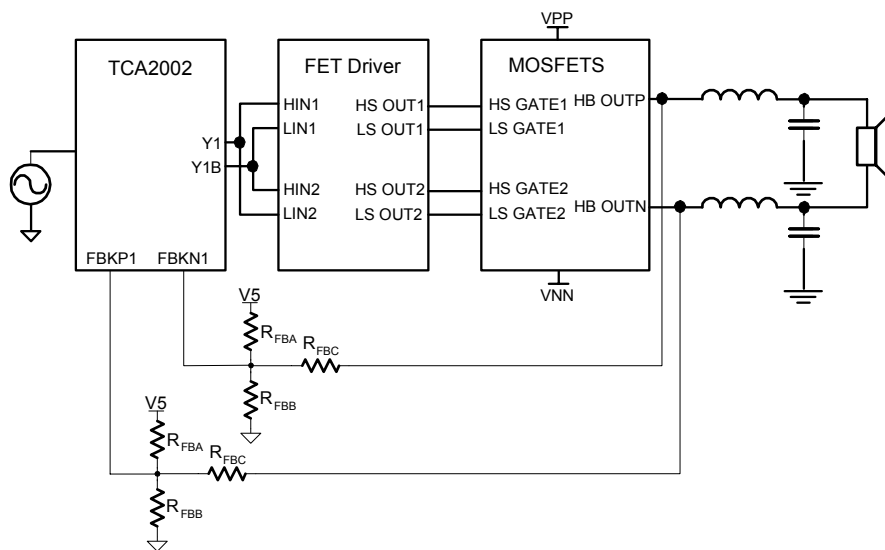 VPP
TCA2002
FET Driver
MOSFETS
HIN1
HS OUT1
HS GATE1
HB OUTP
LIN1
LS OUT1
LS GATE1
Y1
Y1B
HIN2
HS OUT2
HS GATE2
LIN2
LS OUT2
LS GATE2
HB OUTN
FBKP1
FBKN1
VNN
V5
RFBA
RFBC
RFBB
V5
RFBA
RFBC
RFBB